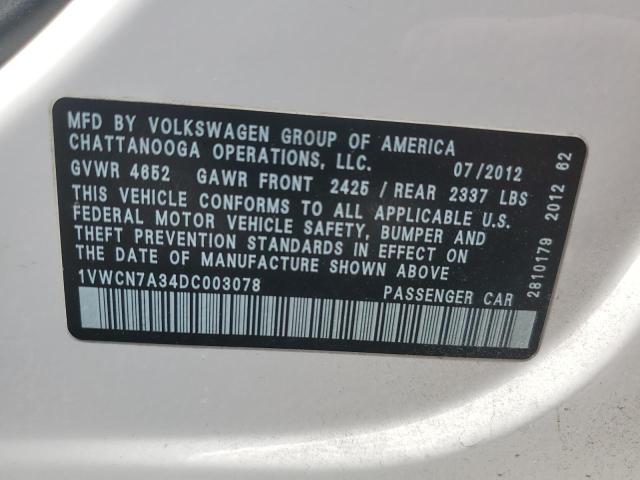 MFD BY VOLKSWAGEN GROUP OF AMERICA
CHATTANOOGA OPERATIONS, LLC. 07/2012
GVWR 4652 GAWR FRONT 2425 / REAR 2337 LBS
THIS VEHICLE CONFORMS TO ALL APPLICABLE U.S.
FEDERAL MOTOR VEHICLE SAFETY, BUMPER AND
THEFT PREVENTION STANDARDS IN EFFECT ON
THE DATE OF MANUFACTURE SHOWN ABOVE
1VWCN7A34DC003078 PASSENGER CAR
2810179 2012 62